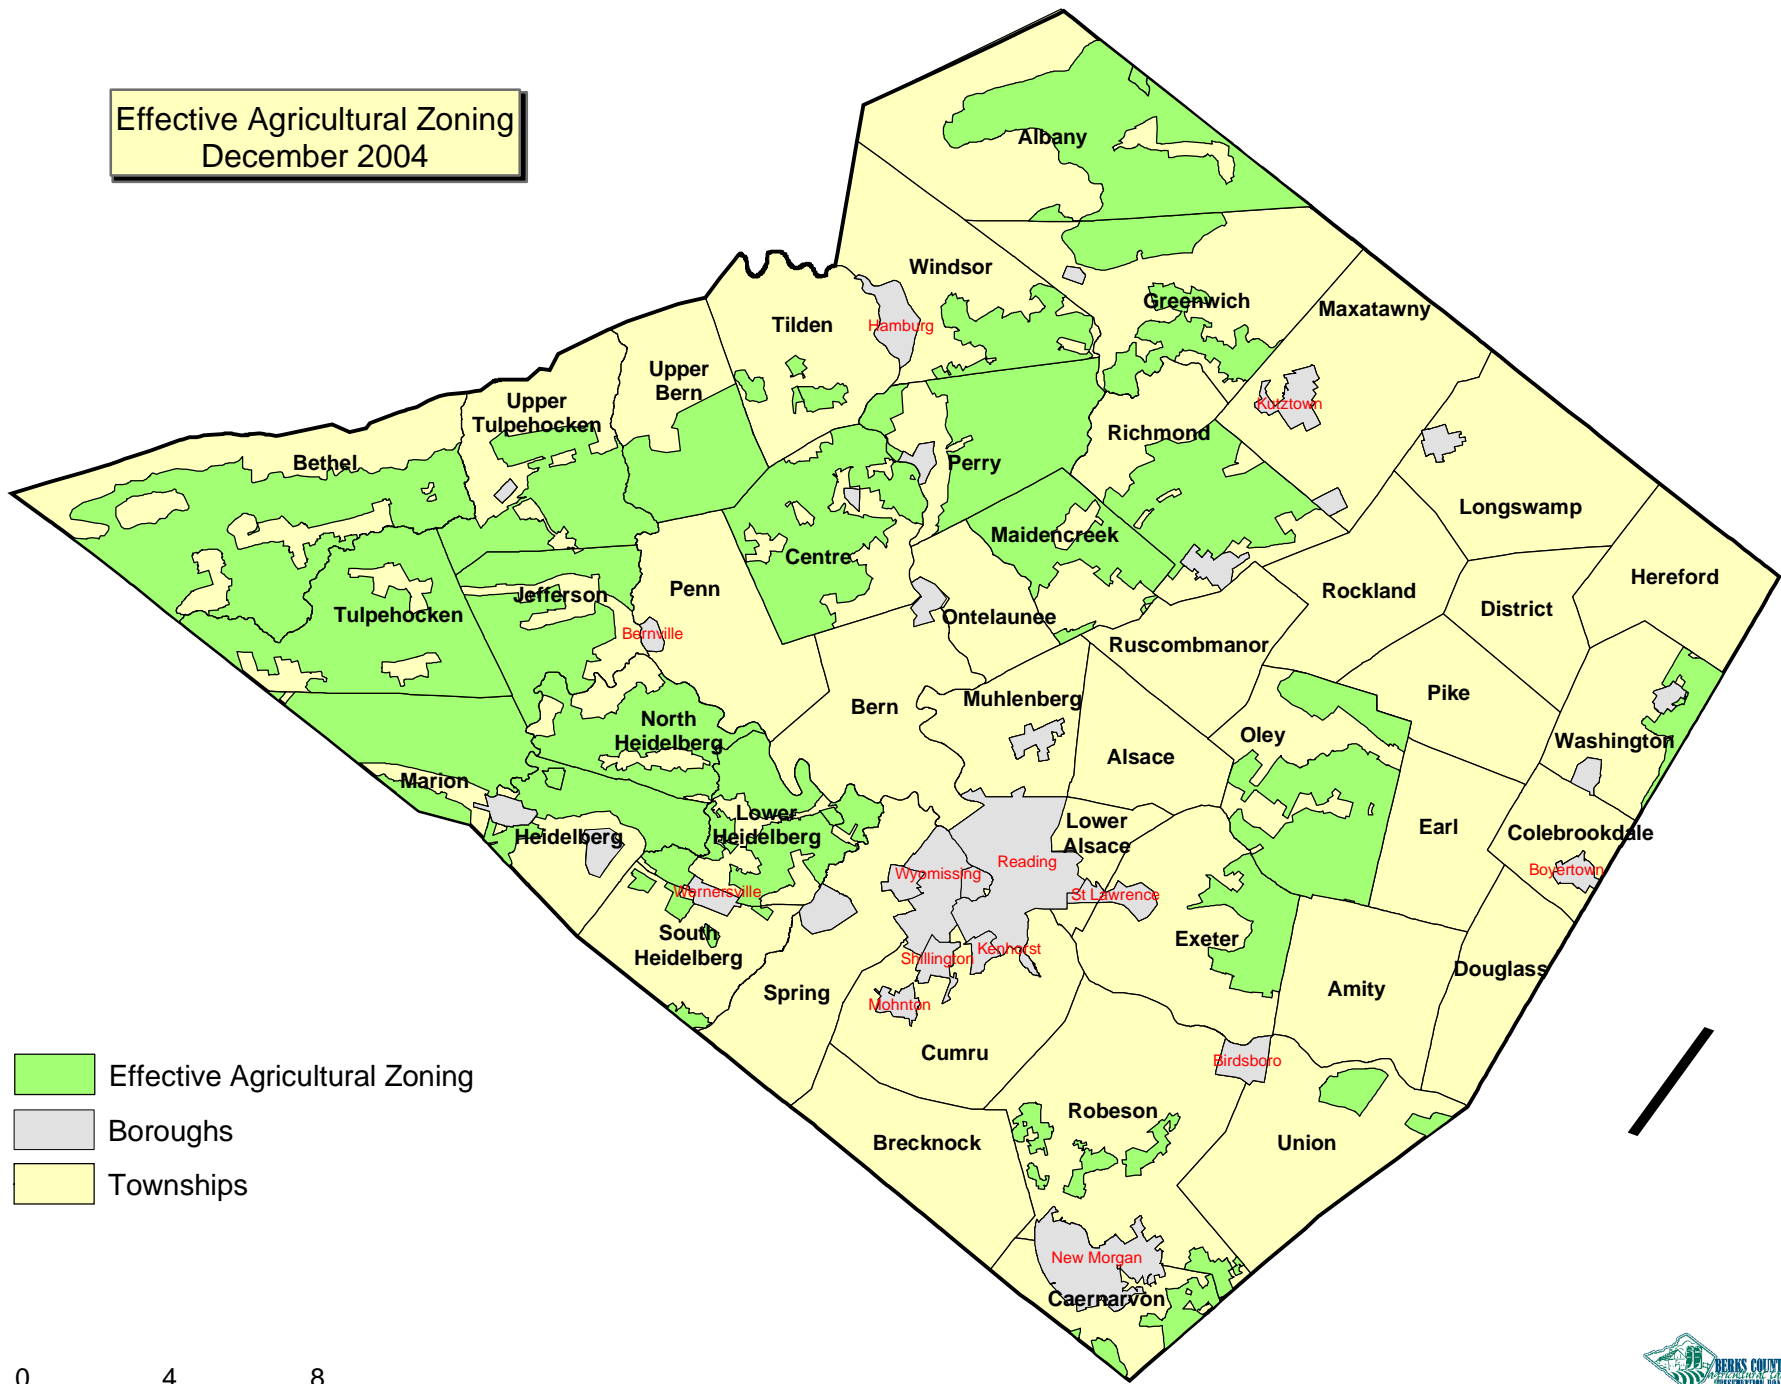 Effective Agricultural Zoning
December 2004
Albany
Windsor
Greenwich
Maxatawny
Tilden
Hamburg
Upper
Bern
Upper
Tulpehocken
Kutztown
Richmond
Bethel
Perry
Longswamp
Maidencreek
Centre
Hereford
Penn
Rockland
Jefferson
District
Tulpehocken
Ontelaunee
Bernville
Ruscombmanor
Pike
Muhlenberg
Bern
North
Heidelberg
Oley
Washington
Alsace
Marion
Lower
Heidelberg
Lower
Alsace
Earl
Colebrookdale
Heidelberg
Reading
Wyomissing
Boyertown
Wernersville
St Lawrence
South
Heidelberg
Exeter
Kenhorst
Shillington
Douglass
Spring
Amity
Mohnton
Cumru
Birdsboro
Effective Agricultural Zoning
Boroughs
Townships
Robeson
Brecknock
Union
New Morgan
Caernarvon
0 4 8
BERKS COUNT